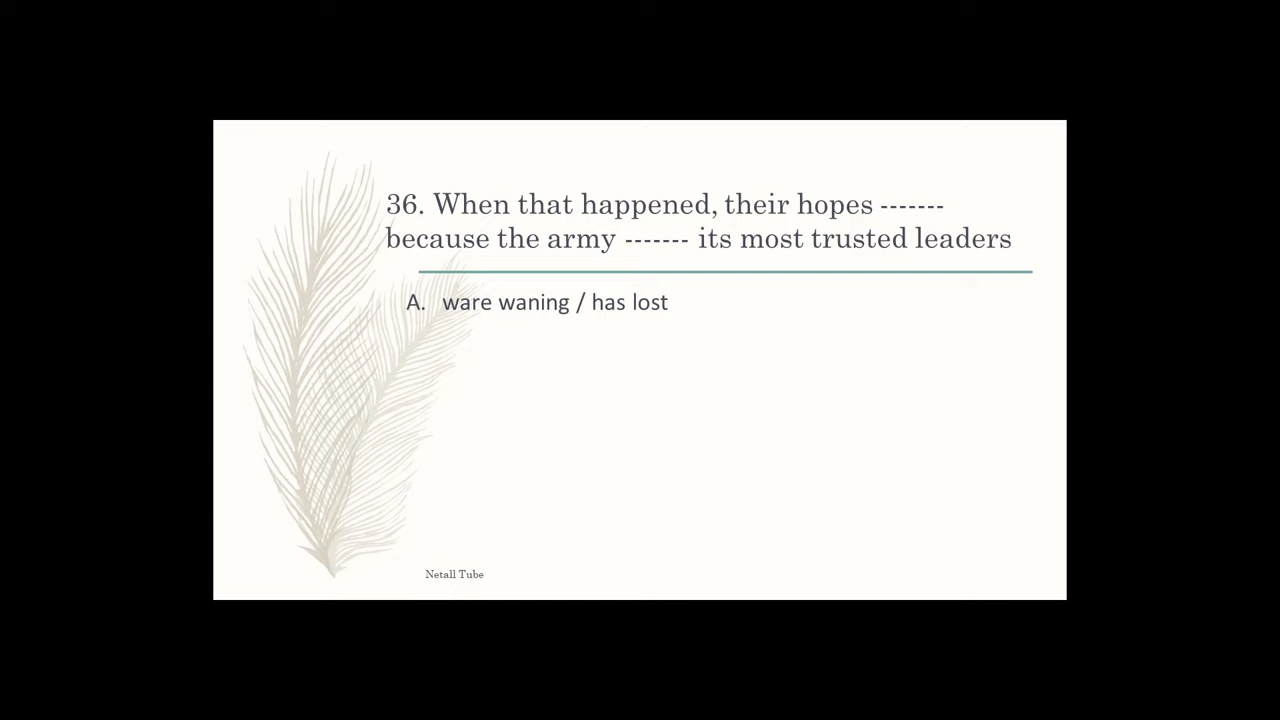 36. When that happened, their hopes -------
because the army ------- its most trusted leaders
A. ware waning / has lost
Netall Tube